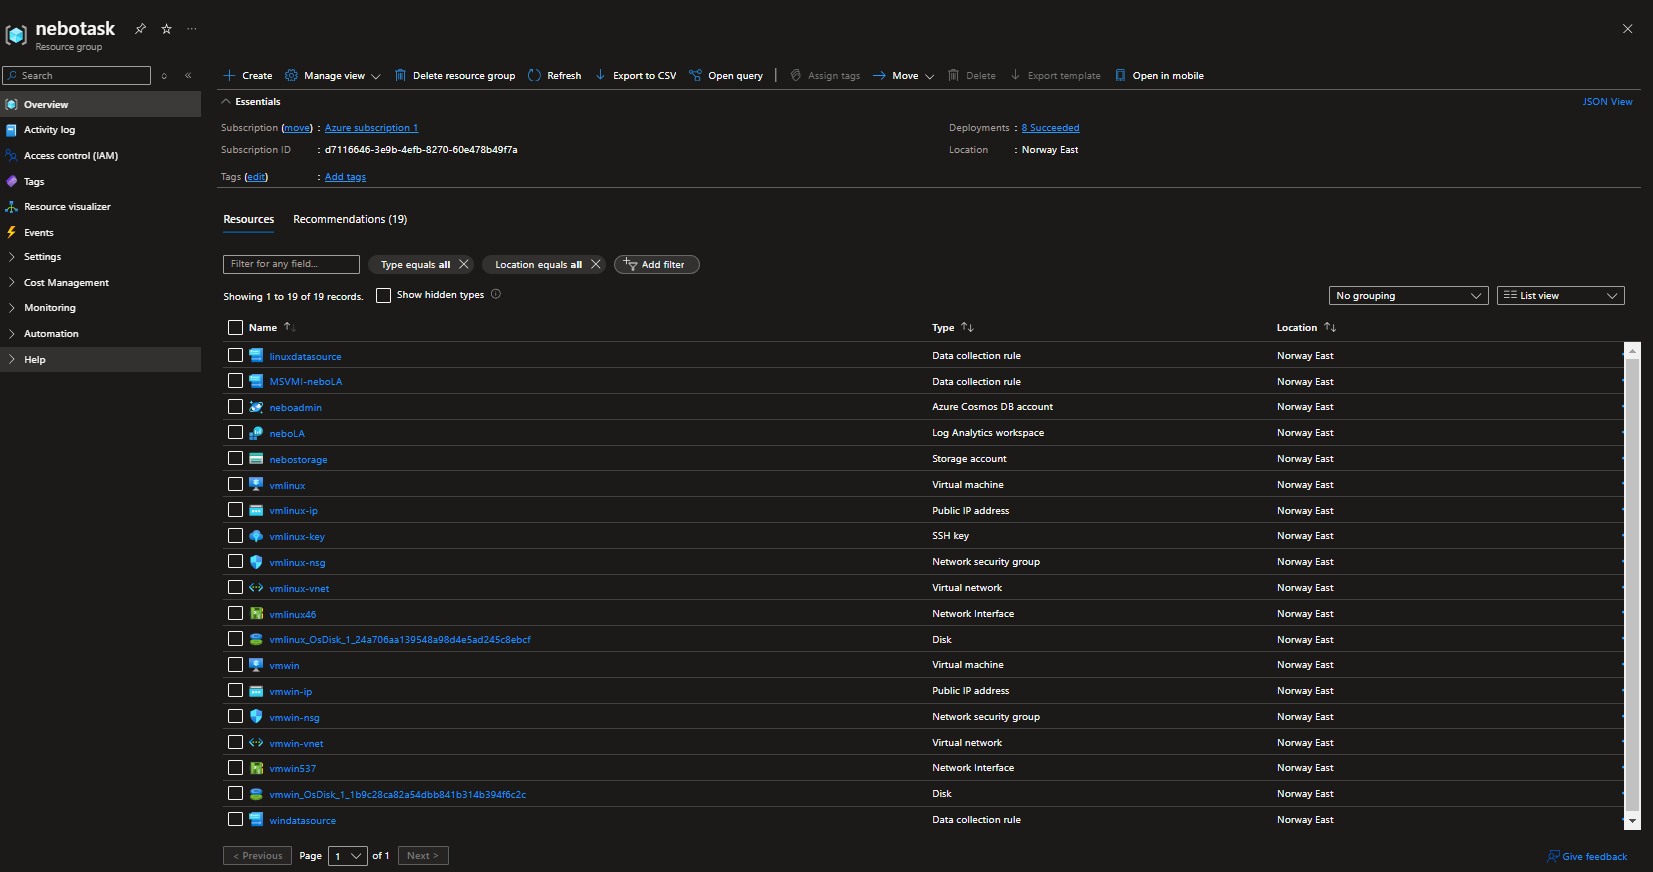 nebotask
Resource group
Search
Overview
Activity log
Access control (IAM)
Tags
Resource visualizer
Events
Settings
Cost Management
Monitoring
Automation
Help
Create Manage view Delete resource group Refresh Export to CSV Open query Assign tags Move Delete Export template Open in mobile
Essentials JSON View
Subscription (move) : Azure subscription 1 Deployments : 8 Succeeded
Subscription ID : d7116646-3e9b-4efb-8270-60e478b49f7a Location : Norway East
Tags (edit) : Add tags
Resources Recommendations (19)
Filter for any field... Type equals all Location equals all Add filter
Showing 1 to 19 of 19 records. Show hidden types No grouping List view
Name Type Location
linuxdatasource Data collection rule Norway East
MSVMI-neboLA Data collection rule Norway East
neboadmin Azure Cosmos DB account Norway East
neboLA Log Analytics workspace Norway East
nebostorage Storage account Norway East
vmlinux Virtual machine Norway East
vmlinux-ip Public IP address Norway East
vmlinux-key SSH key Norway East
vmlinux-nsg Network security group Norway East
vmlinux-vnet Virtual network Norway East
vmlinux46 Network Interface Norway East
vmlinux_OsDisk_1_24a706aa139548a98d4e5ad245c8ebcf Disk Norway East
vmwin Virtual machine Norway East
vmwin-ip Public IP address Norway East
vmwin-nsg Network security group Norway East
vmwin-vnet Virtual network Norway East
vmwin537 Network Interface Norway East
vmwin_OsDisk_1_1b9c28ca82a54dbb841b314b394f6c2c Disk Norway East
windatasource Data collection rule Norway East
< Previous Page 1 of 1 Next > Give feedback